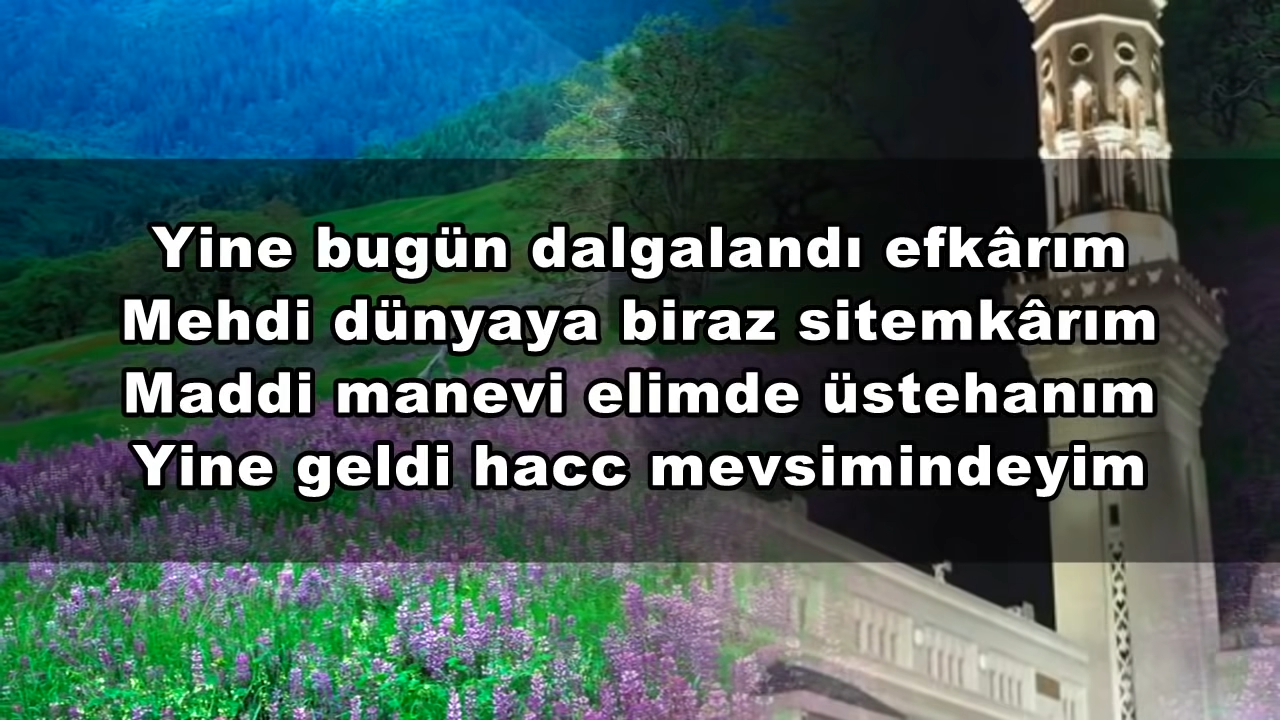 Yine bugün dalgalandı efkârım
Mehdi dünyaya biraz sitemkârım
Maddi manevi elimde üstehanım
Yine geldi hacc mevsimindeyim